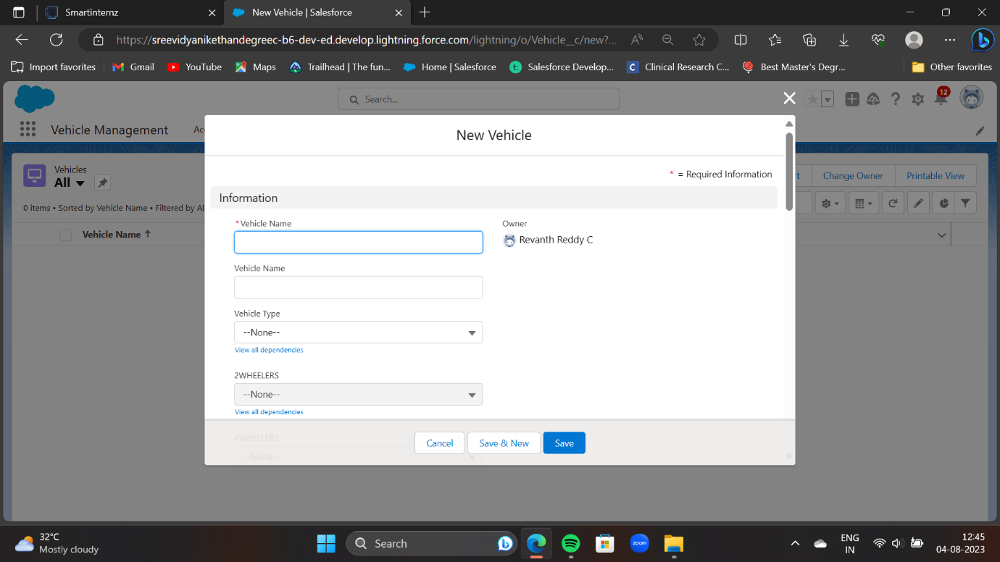 Smartinternz
New Vehicle | Salesforce
https://sreevidyanikethandegreec-b6-dev-ed.develop.lightning.force.com/lightning/o/Vehicle__c/new?...
Import favorites
Gmail
YouTube
Maps
Trailhead | The fun...
Home | Salesforce
Salesforce Develop...
Clinical Research C...
Best Master's Degr...
Other favorites
Search...
12
Vehicle Management
New Vehicle
* = Required Information
Vehicles
All
Change Owner
Printable View
0 items • Sorted by Vehicle Name • Filtered by Al
Information
Vehicle Name ↑
* Vehicle Name
Owner
Revanth Reddy C
Vehicle Name
Vehicle Type
--None--
View all dependencies
2WHEELERS
--None--
View all dependencies
4WHEELERS
--None--
Cancel
Save & New
Save
32°C
Mostly cloudy
Search
zoom
ENG
IN
12:45
04-08-2023